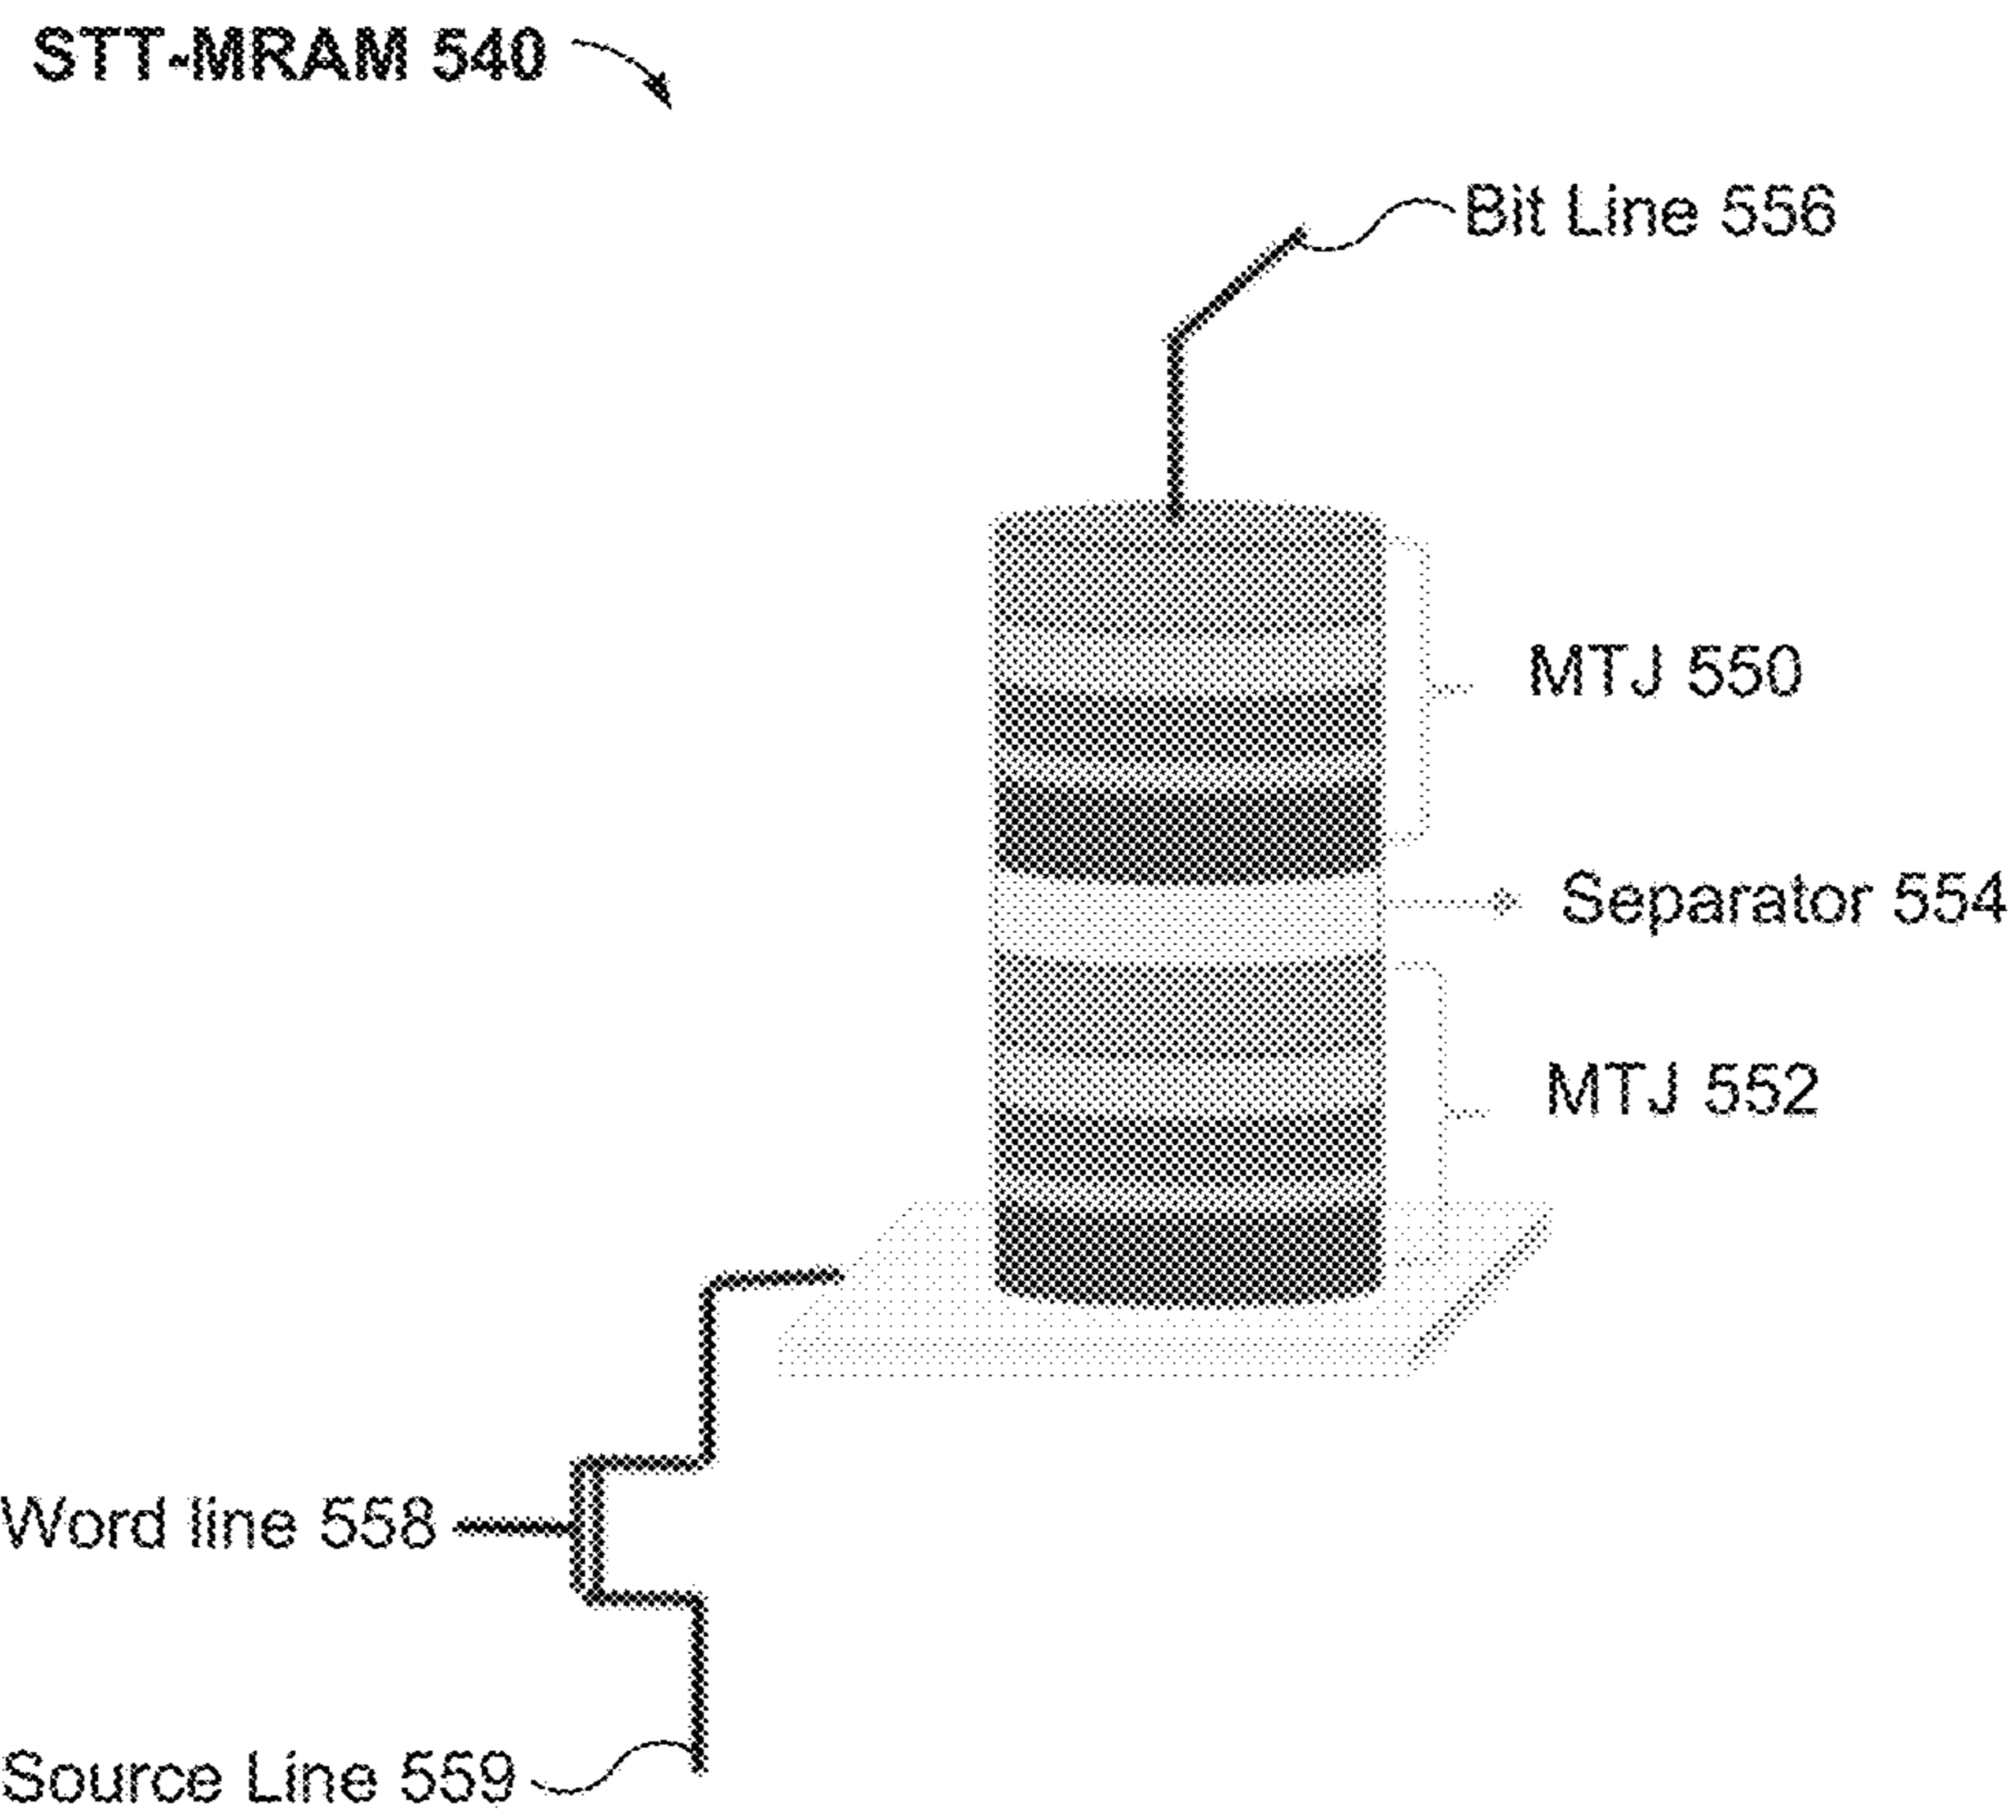 STT-MRAM 540
Bit Line 556
MTJ 550
Separator 554
MTJ 552
Word line 558
Source Line 559